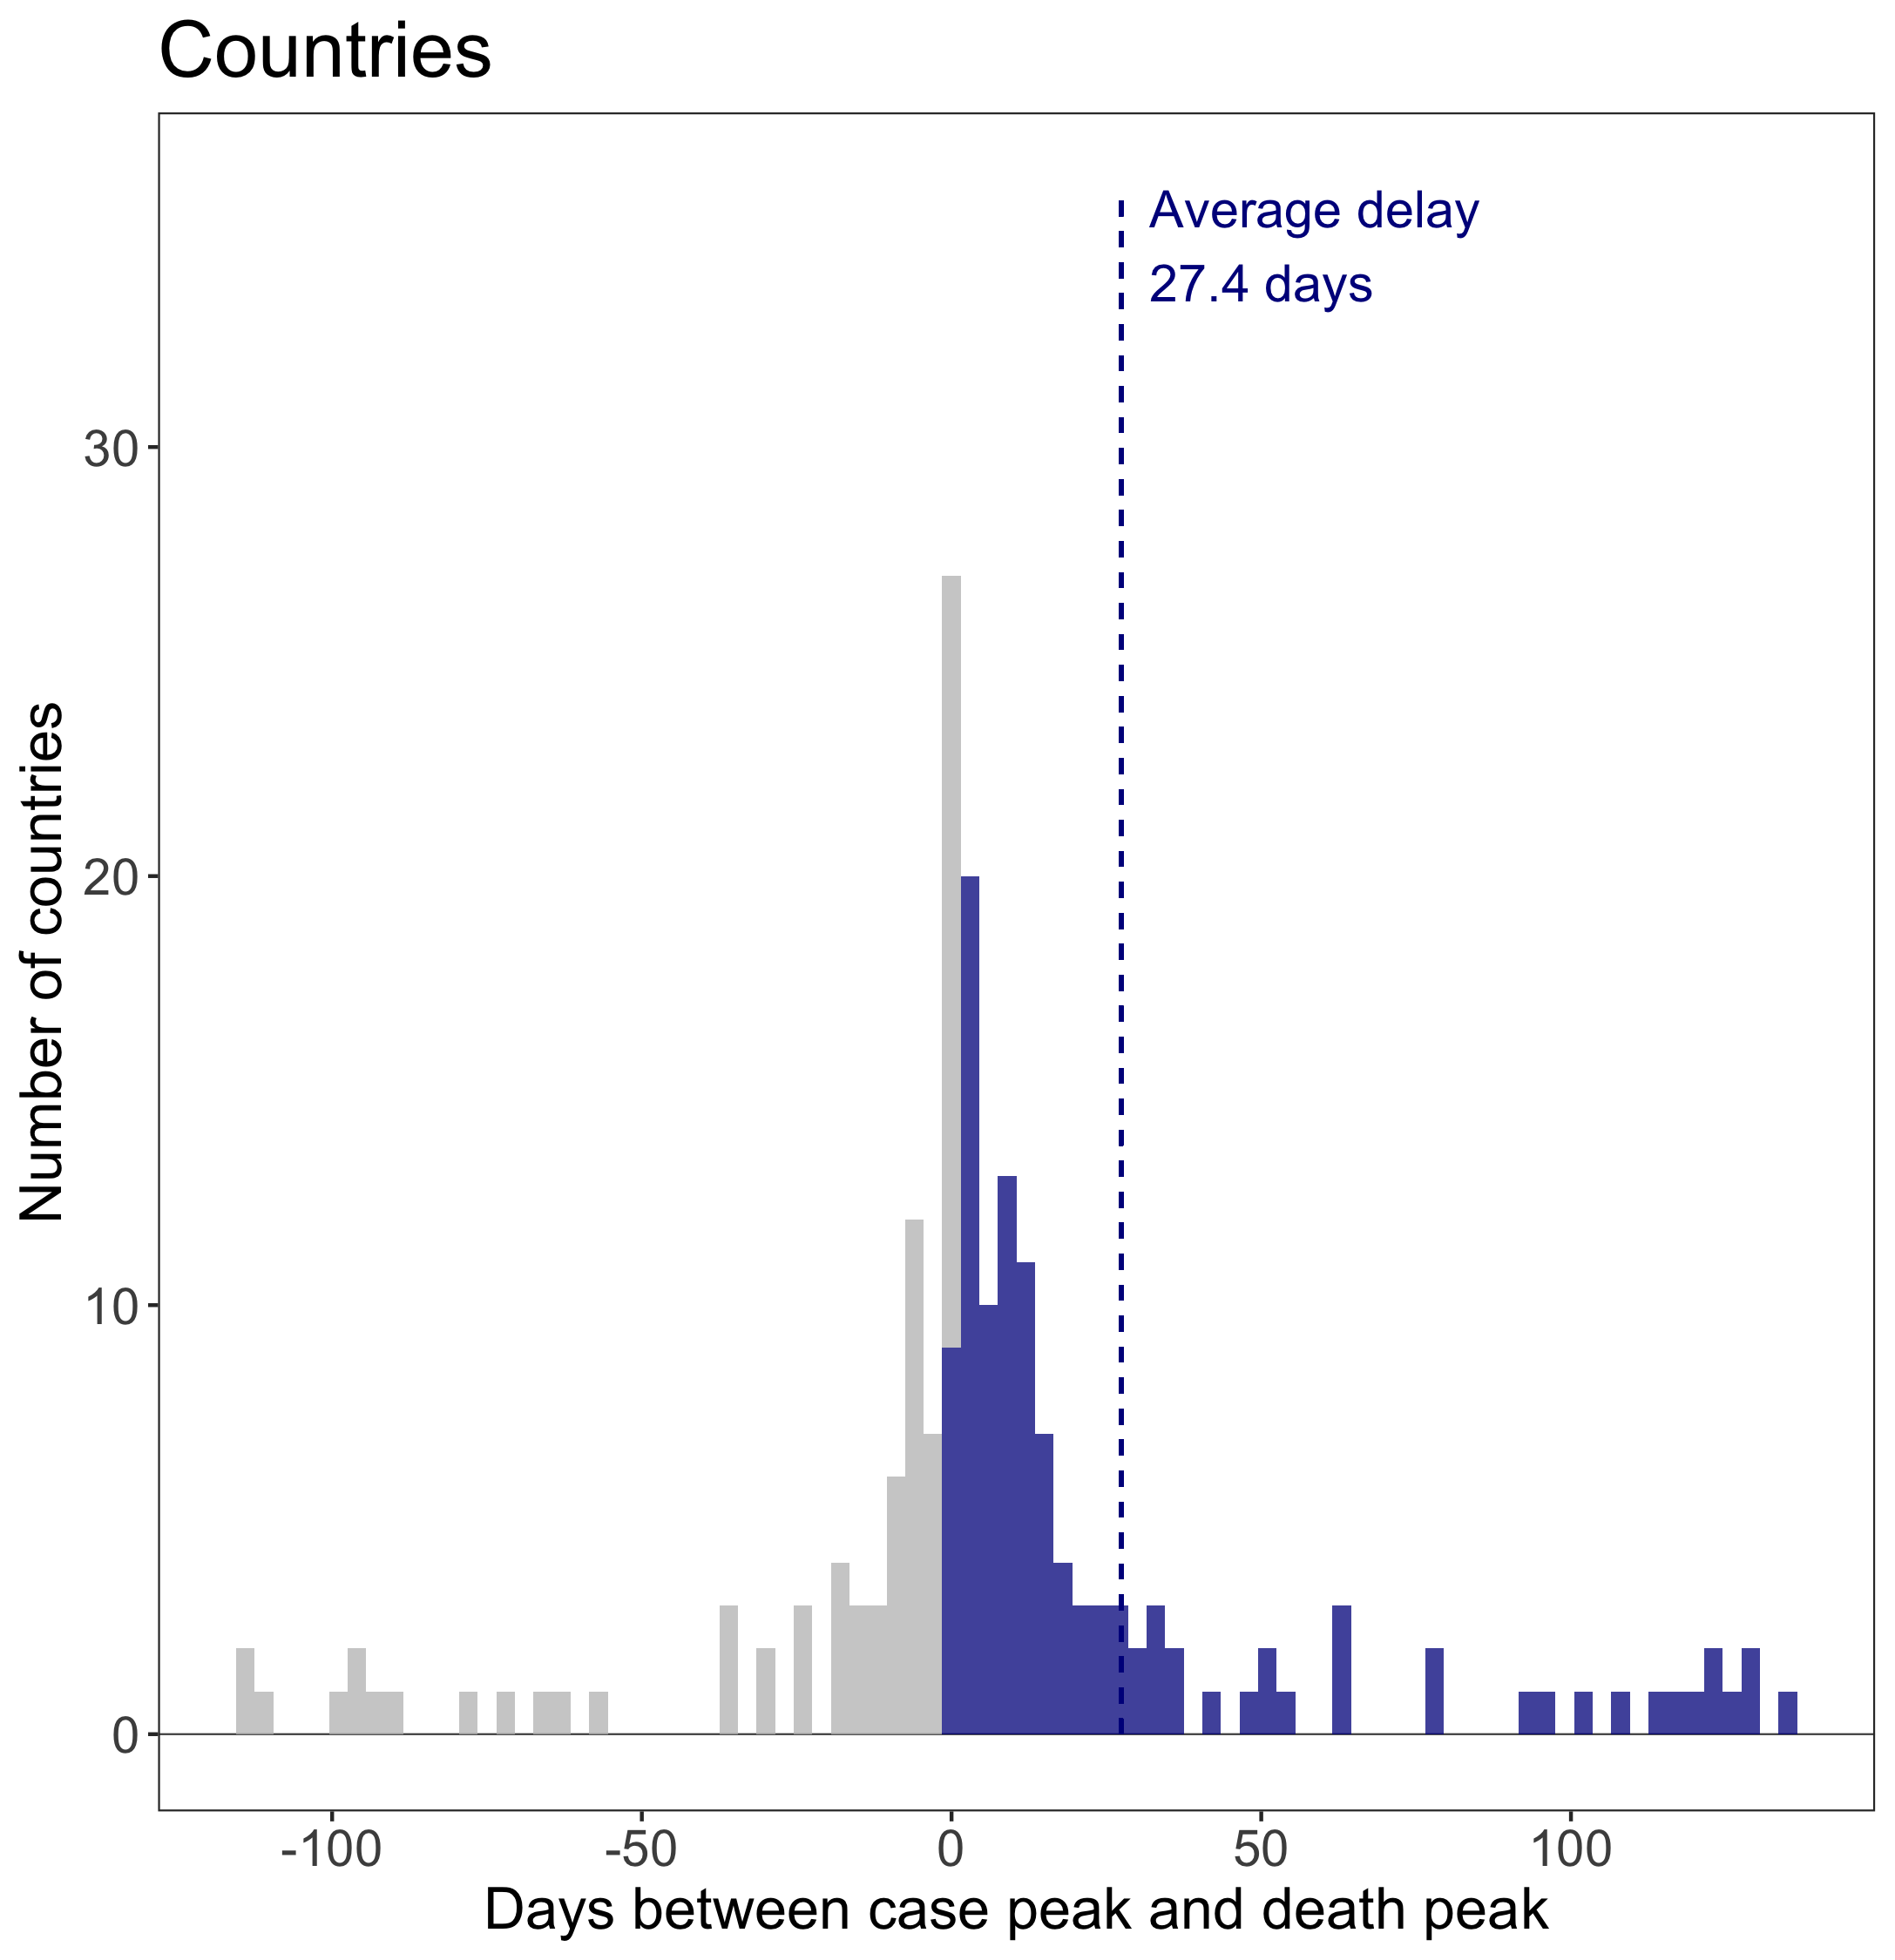 Countries
Average delay
27.4 days
Number of countries
30
20
10
0
-100
-50
0
50
100
Days between case peak and death peak